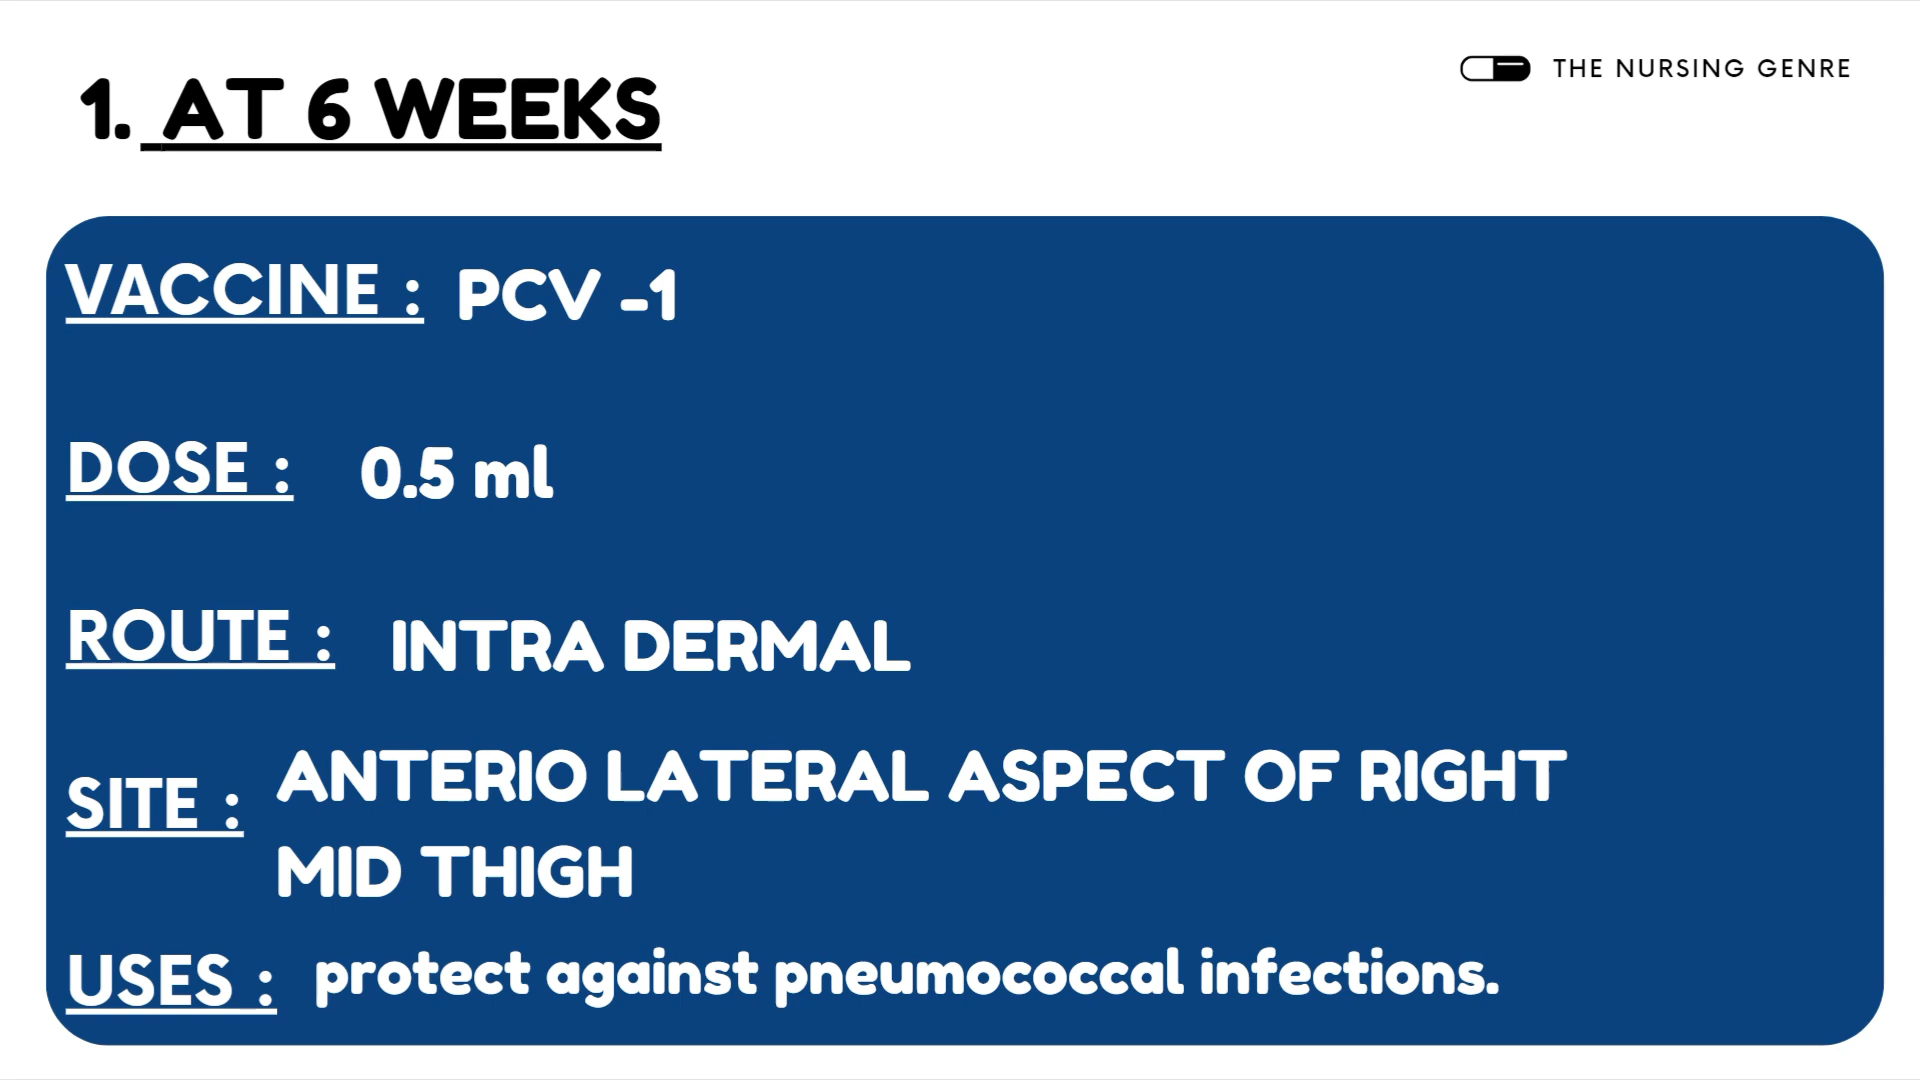 1. AT 6 WEEKS
THE NURSING GENRE
VACCINE : PCV -1
DOSE : 0.5 ml
ROUTE : INTRA DERMAL
SITE : ANTERIO LATERAL ASPECT OF RIGHT
MID THIGH
USES : protect against pneumococcal infections.